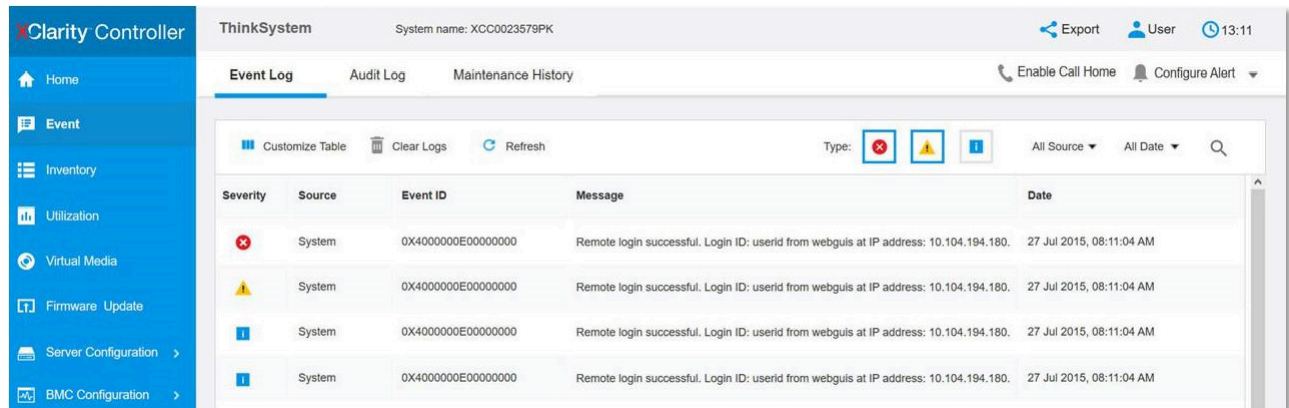 XClarity Controller
ThinkSystem System name: XCC0023579PK Export User 13:11
Home
Event Log Audit Log Maintenance History Enable Call Home Configure Alert
Event
Customize Table Clear Logs Refresh Type: All Source All Date
Inventory
Severity Source Event ID Message Date
Utilization
System 0X4000000E00000000 Remote login successful. Login ID: userid from webguis at IP address: 10.104.194.180. 27 Jul 2015, 08:11:04 AM
Virtual Media
System 0X4000000E00000000 Remote login successful. Login ID: userid from webguis at IP address: 10.104.194.180. 27 Jul 2015, 08:11:04 AM
Firmware Update
System 0X4000000E00000000 Remote login successful. Login ID: userid from webguis at IP address: 10.104.194.180. 27 Jul 2015, 08:11:04 AM
Server Configuration
System 0X4000000E00000000 Remote login successful. Login ID: userid from webguis at IP address: 10.104.194.180. 27 Jul 2015, 08:11:04 AM
BMC Configuration